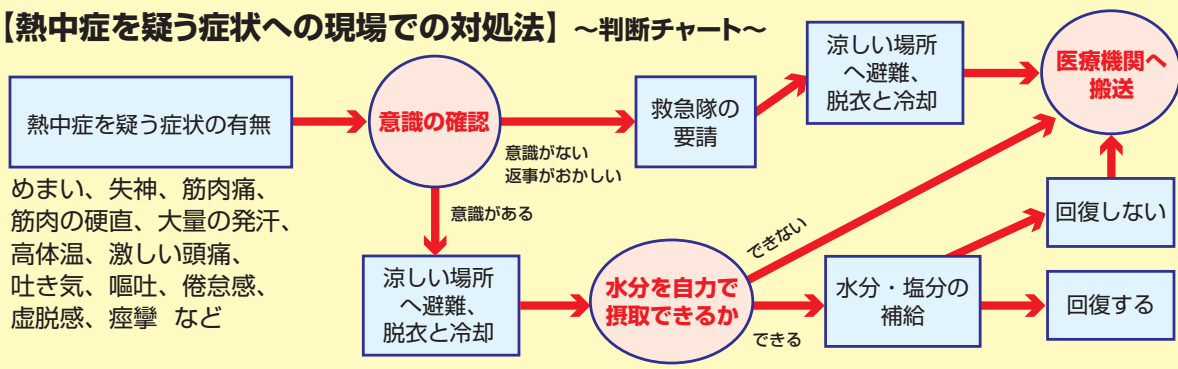 【熱中症を疑う症状への現場での対処法】 ~判断チャート~
熱中症を疑う症状の有無
めまい、失神、筋肉痛、
筋肉の硬直、大量の発汗、
高体温、激しい頭痛、
吐き気、嘔吐、倦怠感、
虚脱感、痙攣 など
意識の確認
意識がない
返事がおかしい
救急隊の
要請
涼しい場所
へ避難、
脱衣と冷却
医療機関へ
搬送
意識がある
涼しい場所
へ避難、
脱衣と冷却
水分を自力で
摂取できるか
できない
できる
水分・塩分の
補給
回復しない
回復する